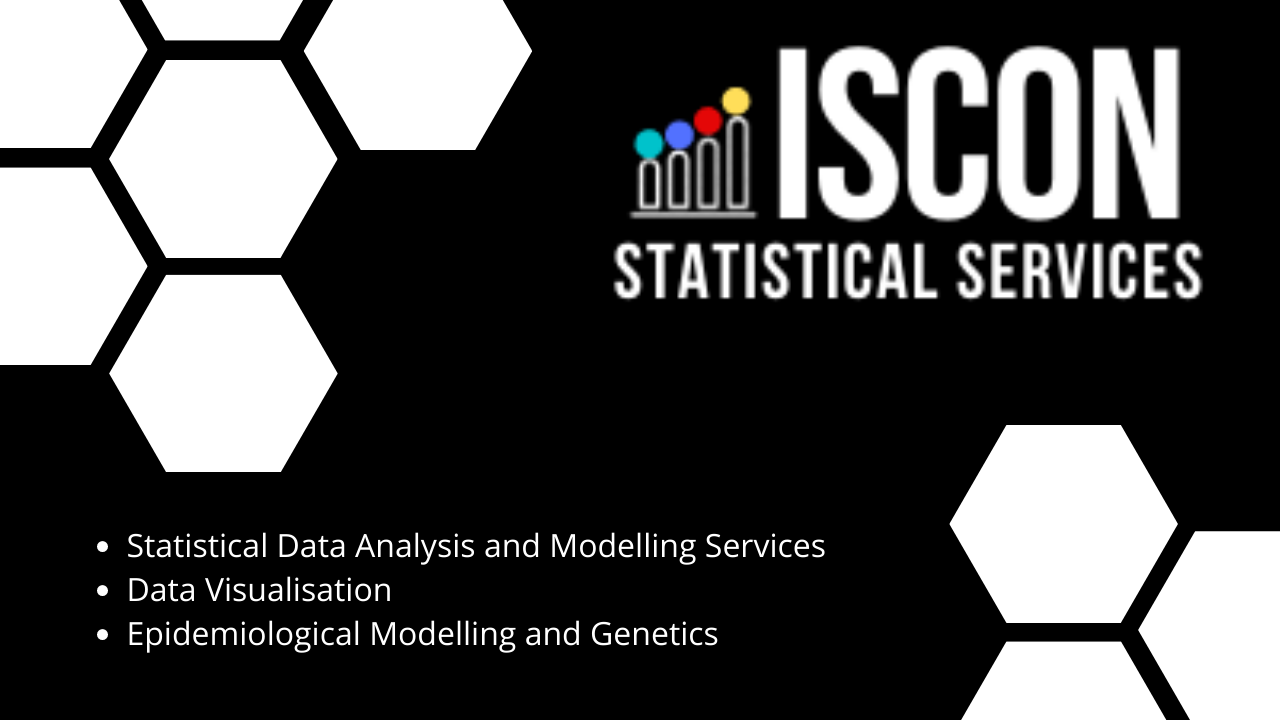 ISCON
STATISTICAL SERVICES
• Statistical Data Analysis and Modelling Services
• Data Visualisation
• Epidemiological Modelling and Genetics